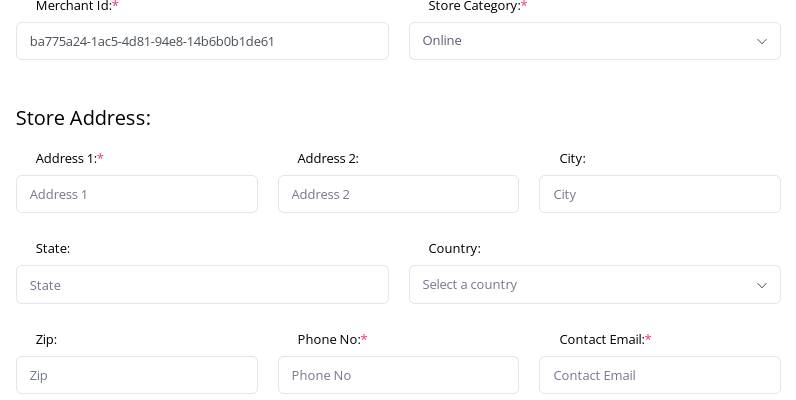 Merchant Id:* Store Category:*
ba775a24-1ac5-4d81-94e8-14b6b0b1de61 Online
Store Address:
Address 1:* Address 2: City:
Address 1 Address 2 City
State: Country:
State Select a country
Zip: Phone No:* Contact Email:*
Zip Phone No Contact Email